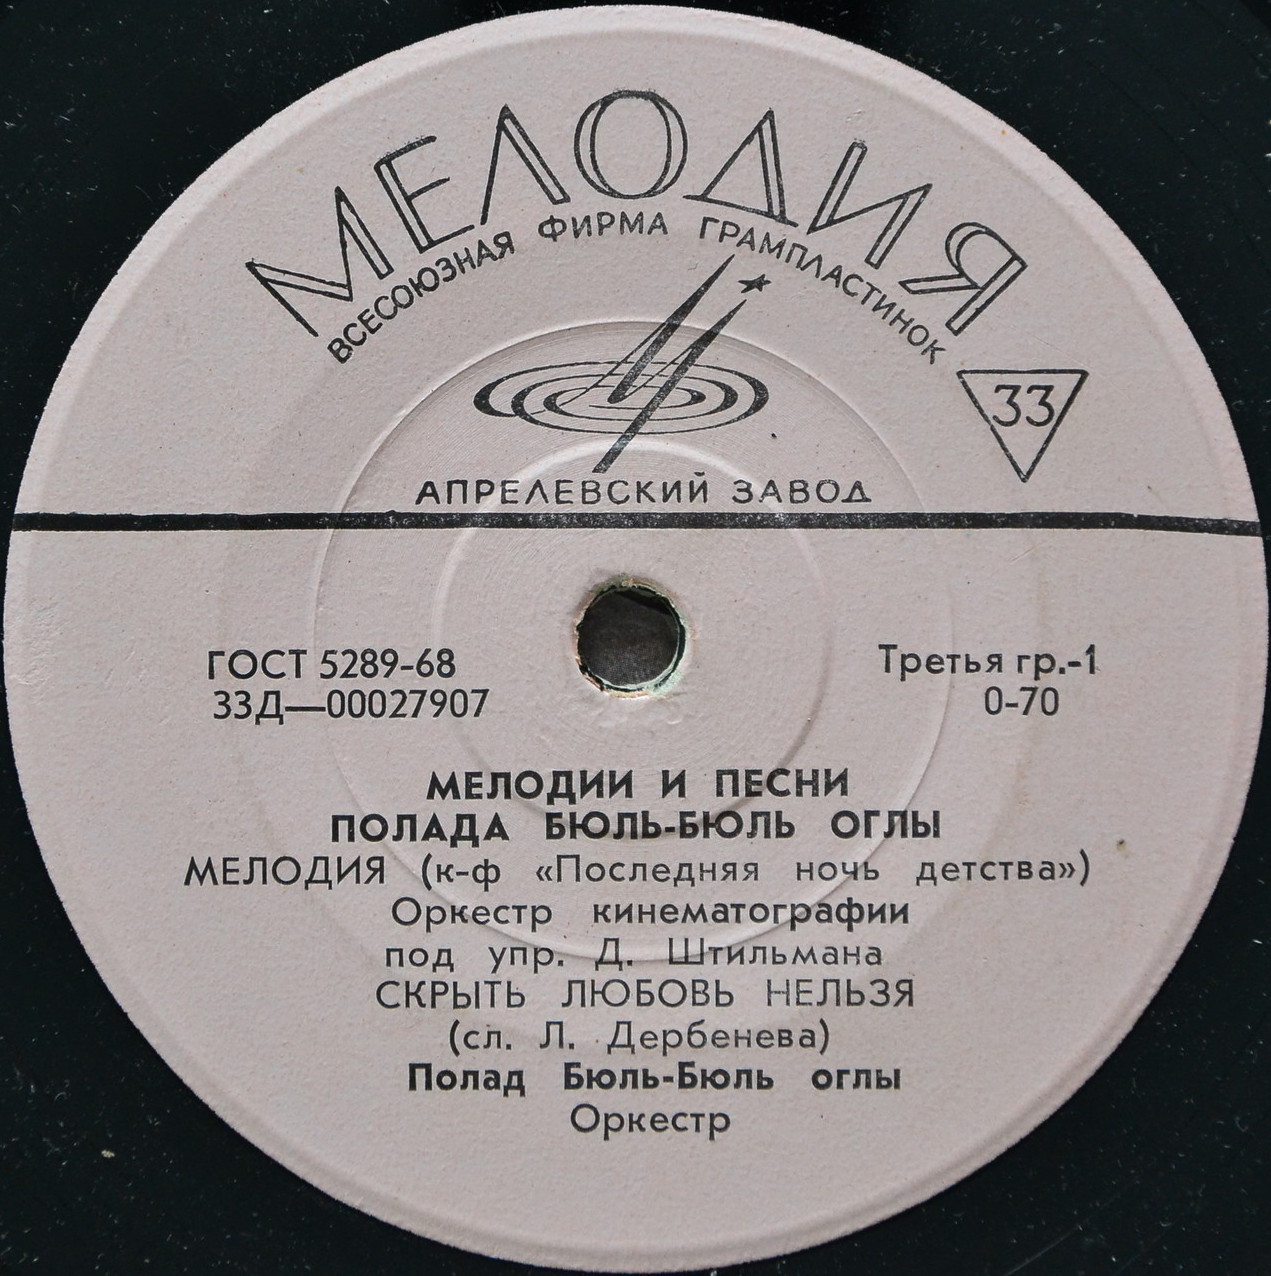 МЕЛОДИЯ
ВСЕСОЮЗНАЯ ФИРМА ГРАМПЛАСТИНОК
33
АПРЕЛЕВСКИЙ ЗАВОД
ГОСТ 5289-68
33Д—00027907
Третья гр.-1
0-70
МЕЛОДИИ И ПЕСНИ
ПОЛАДА БЮЛЬ-БЮЛЬ ОГЛЫ
МЕЛОДИЯ (к-ф «Последняя ночь детства»)
Оркестр кинематографии
под упр. Д. Штильмана
СКРЫТЬ ЛЮБОВЬ НЕЛЬЗЯ
(сл. Л. Дербенева)
Полад Бюль-Бюль оглы
Оркестр